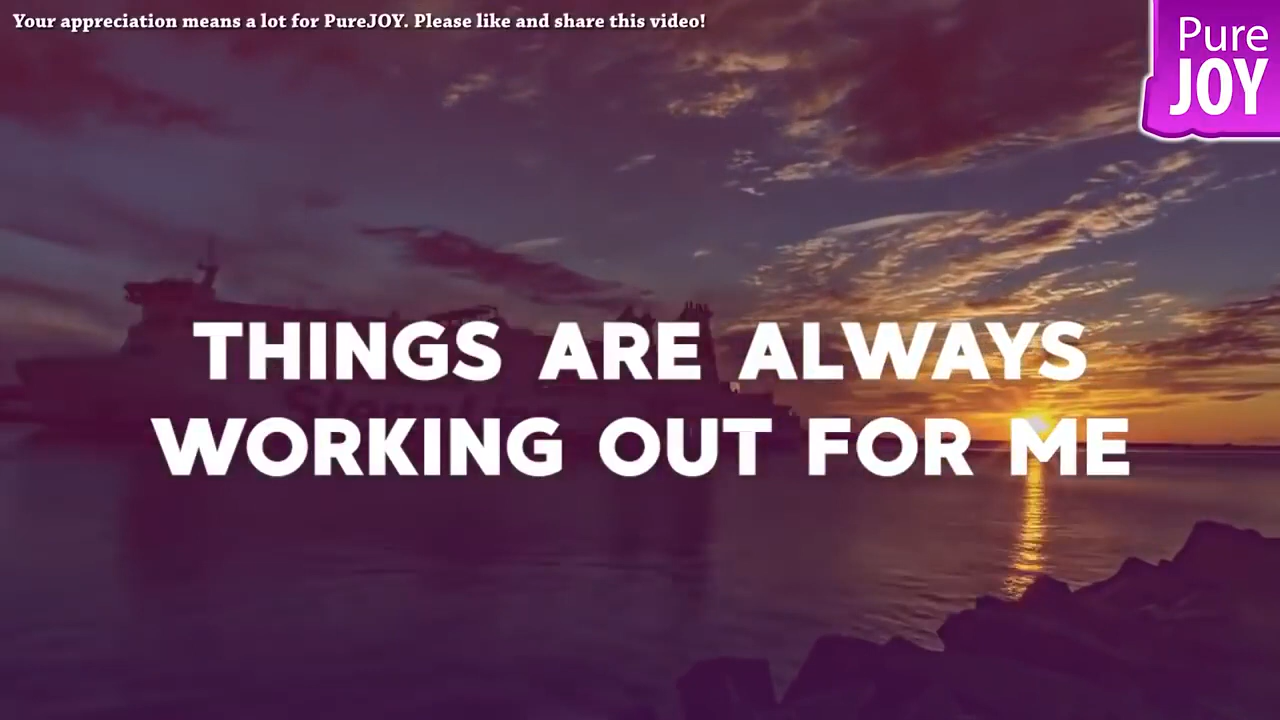 Your appreciation means a lot for PureJOY. Please like and share this video!
Pure
JOY
THINGS ARE ALWAYS
WORKING OUT FOR ME